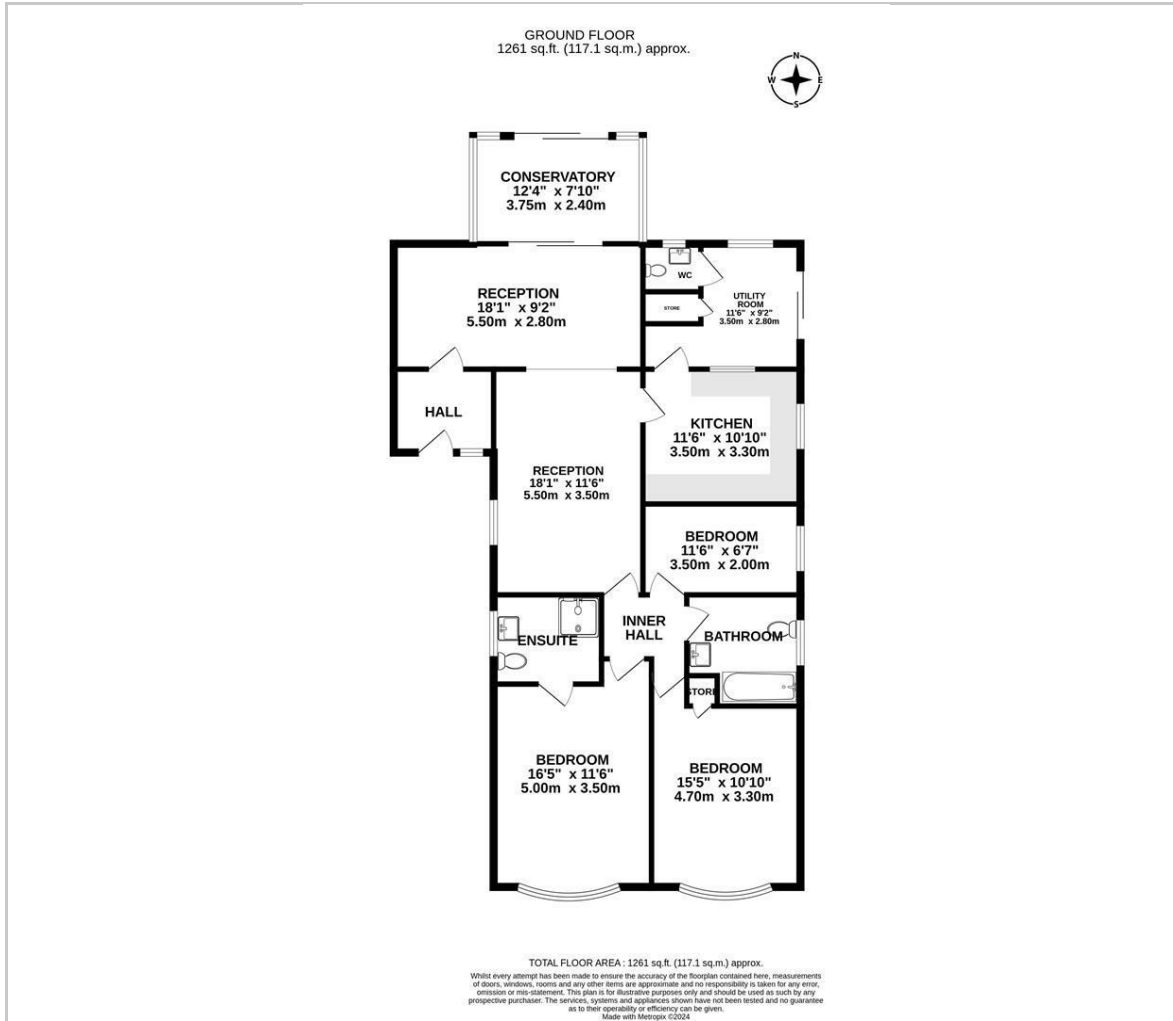 GROUND FLOOR
1261 sq.ft. (117.1 sq.m.) approx.
N
W E
S
CONSERVATORY
12'4" x 7'10"
3.75m x 2.40m
RECEPTION
18'1" x 9'2"
5.50m x 2.80m
WC
STORE
UTILITY
ROOM
11'6" x 9'2"
3.50m x 2.80m
HALL
KITCHEN
11'6" x 10'10"
3.50m x 3.30m
RECEPTION
18'1" x 11'6"
5.50m x 3.50m
BEDROOM
11'6" x 6'7"
3.50m x 2.00m
ENSUITE
INNER
HALL
BATHROOM
STORE
BEDROOM
16'5" x 11'6"
5.00m x 3.50m
BEDROOM
15'5" x 10'10"
4.70m x 3.30m
TOTAL FLOOR AREA : 1261 sq.ft. (117.1 sq.m.) approx.
Whilst every attempt has been made to ensure the accuracy of the floorplan contained here, measurements
of doors, windows, rooms and any other items are approximate and no responsibility is taken for any error,
omission or mis-statement. This plan is for illustrative purposes only and should be used as such by any
prospective purchaser. The services, systems and appliances shown have not been tested and no guarantee
as to their operability or efficiency can be given.
Made with Metropix ©2024